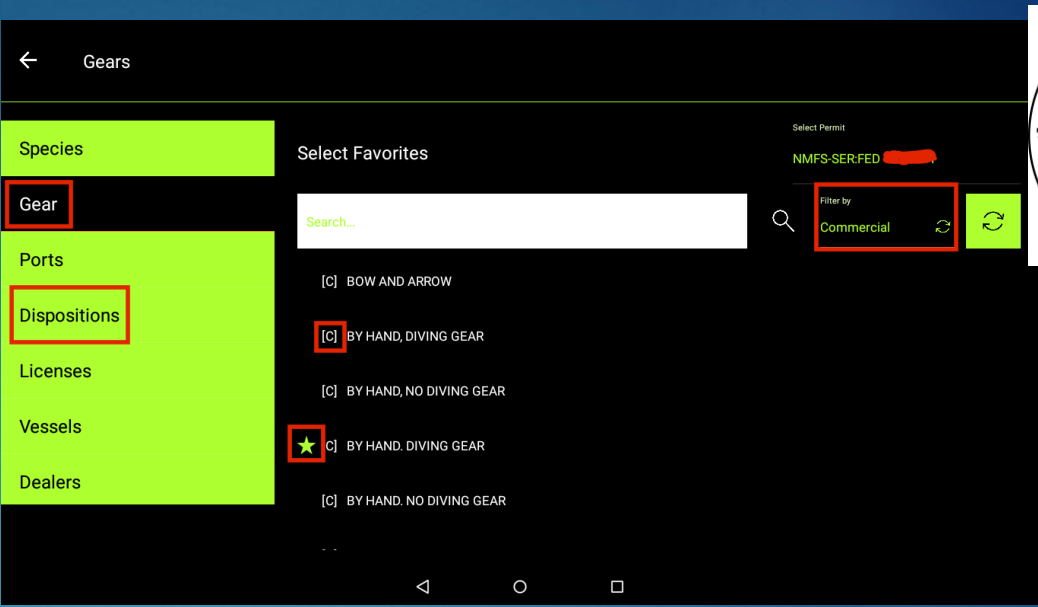 Gears
Species
Gear
Ports
Dispositions
Licenses
Vessels
Dealers
Select Favorites
Select Permit
NMFS-SER:FED
Search...
Filter by
Commercial
[C] BOW AND ARROW
[C] BY HAND, DIVING GEAR
[C] BY HAND, NO DIVING GEAR
[C] BY HAND. DIVING GEAR
[C] BY HAND. NO DIVING GEAR